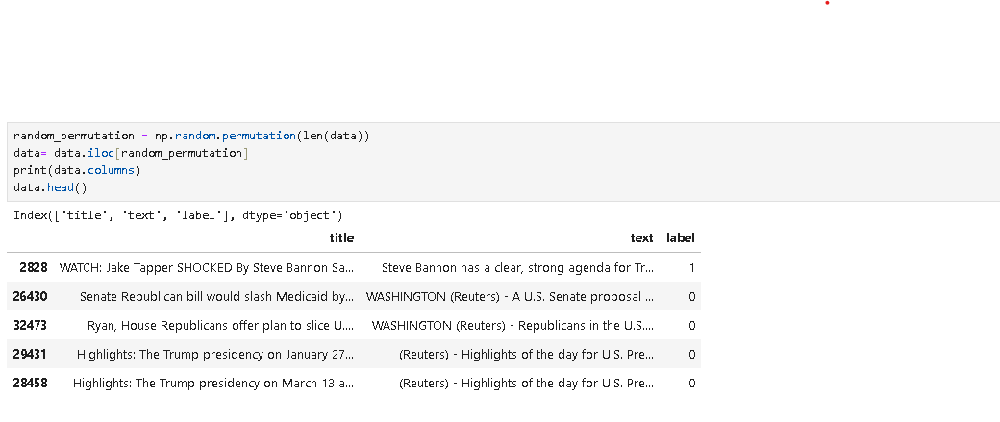 random_permutation = np.random.permutation(len(data))
data= data.iloc[random_permutation]
print(data.columns)
data.head()
Index(['title', 'text', 'label'], dtype='object')
title text label
2828 WATCH: Jake Tapper SHOCKED By Steve Bannon Sa... Steve Bannon has a clear, strong agenda for Tr... 1
26430 Senate Republican bill would slash Medicaid by... WASHINGTON (Reuters) - A U.S. Senate proposal ... 0
32473 Ryan, House Republicans offer plan to slice U.... WASHINGTON (Reuters) - Republicans in the U.S.... 0
29431 Highlights: The Trump presidency on January 27... (Reuters) - Highlights of the day for U.S. Pre... 0
28458 Highlights: The Trump presidency on March 13 a... (Reuters) - Highlights of the day for U.S. Pre... 0